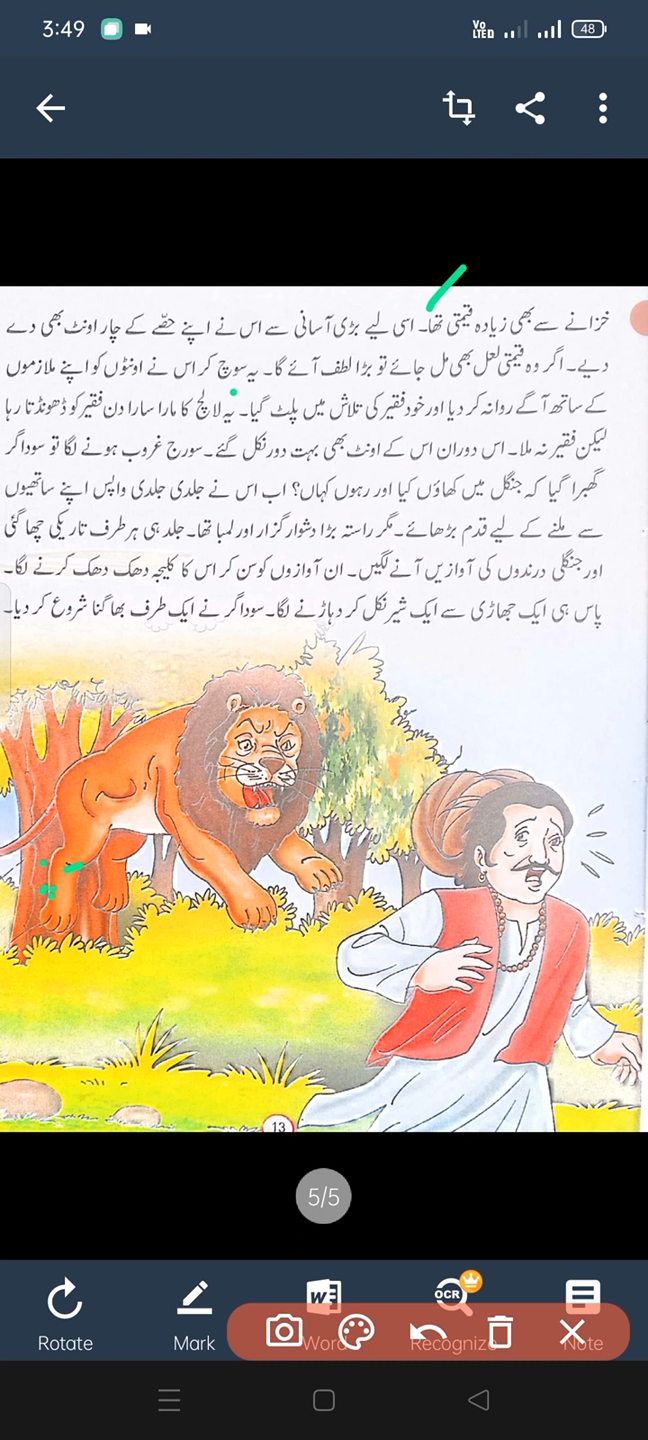 3:49
Vo LTE 48
خزانے سے بھی زیادہ قیمتی تھا۔ اسی لیے بڑی آسانی سے اس نے اپنے حصّے کے چار اونٹ بھی دے
دیے۔ اگر وہ قیمتی لعل بھی مل جائے تو بڑا لطف آئے گا۔ یہ سوچ کر اس نے اونٹوں کو اپنے ملازموں
کے ساتھ آگے روانہ کر دیا اور خود فقیر کی تلاش میں پلٹ گیا۔ یہ لالچ کا مارا سارا دن فقیر کو ڈھونڈتا رہا
لیکن فقیر نہ ملا۔ اس دوران اس کے اونٹ بھی بہت دور نکل گئے۔ سورج غروب ہونے لگا تو سوداگر
گھبرا گیا کہ جنگل میں کھاؤں کیا اور رہوں کہاں؟ اب اس نے جلدی جلدی واپس اپنے ساتھیوں
سے ملنے کے لیے قدم بڑھائے۔ مگر راستہ بڑا دشوار گزار اور لمبا تھا۔ جلد ہی ہر طرف تاریکی چھا گئی
اور جنگلی درندوں کی آوازیں آنے لگیں۔ ان آوازوں کو سن کر اس کا کلیجہ دھک دھک کرنے لگا۔
پاس ہی ایک جھاڑی سے ایک شیر نکل کر دہاڑنے لگا۔ سوداگر نے ایک طرف بھاگنا شروع کر دیا۔
13
5/5
W OCR
Rotate Mark Word Recognize Note